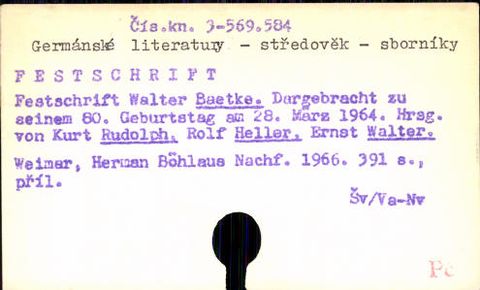 Čís.kn. 3-569.584
Germánské literatury - středověk - sborníky
FESTSCHRIFT
Festschrift Walter Baetke. Dargebracht zu
seinem 80. Geburtstag am 28. März 1964. Hrsg.
von Kurt Rudolph, Rolf Heller, Ernst Walter.
Weimar, Herman Böhlaus Nachf. 1966. 391 s.,
příl.
Šv/Va-Nv